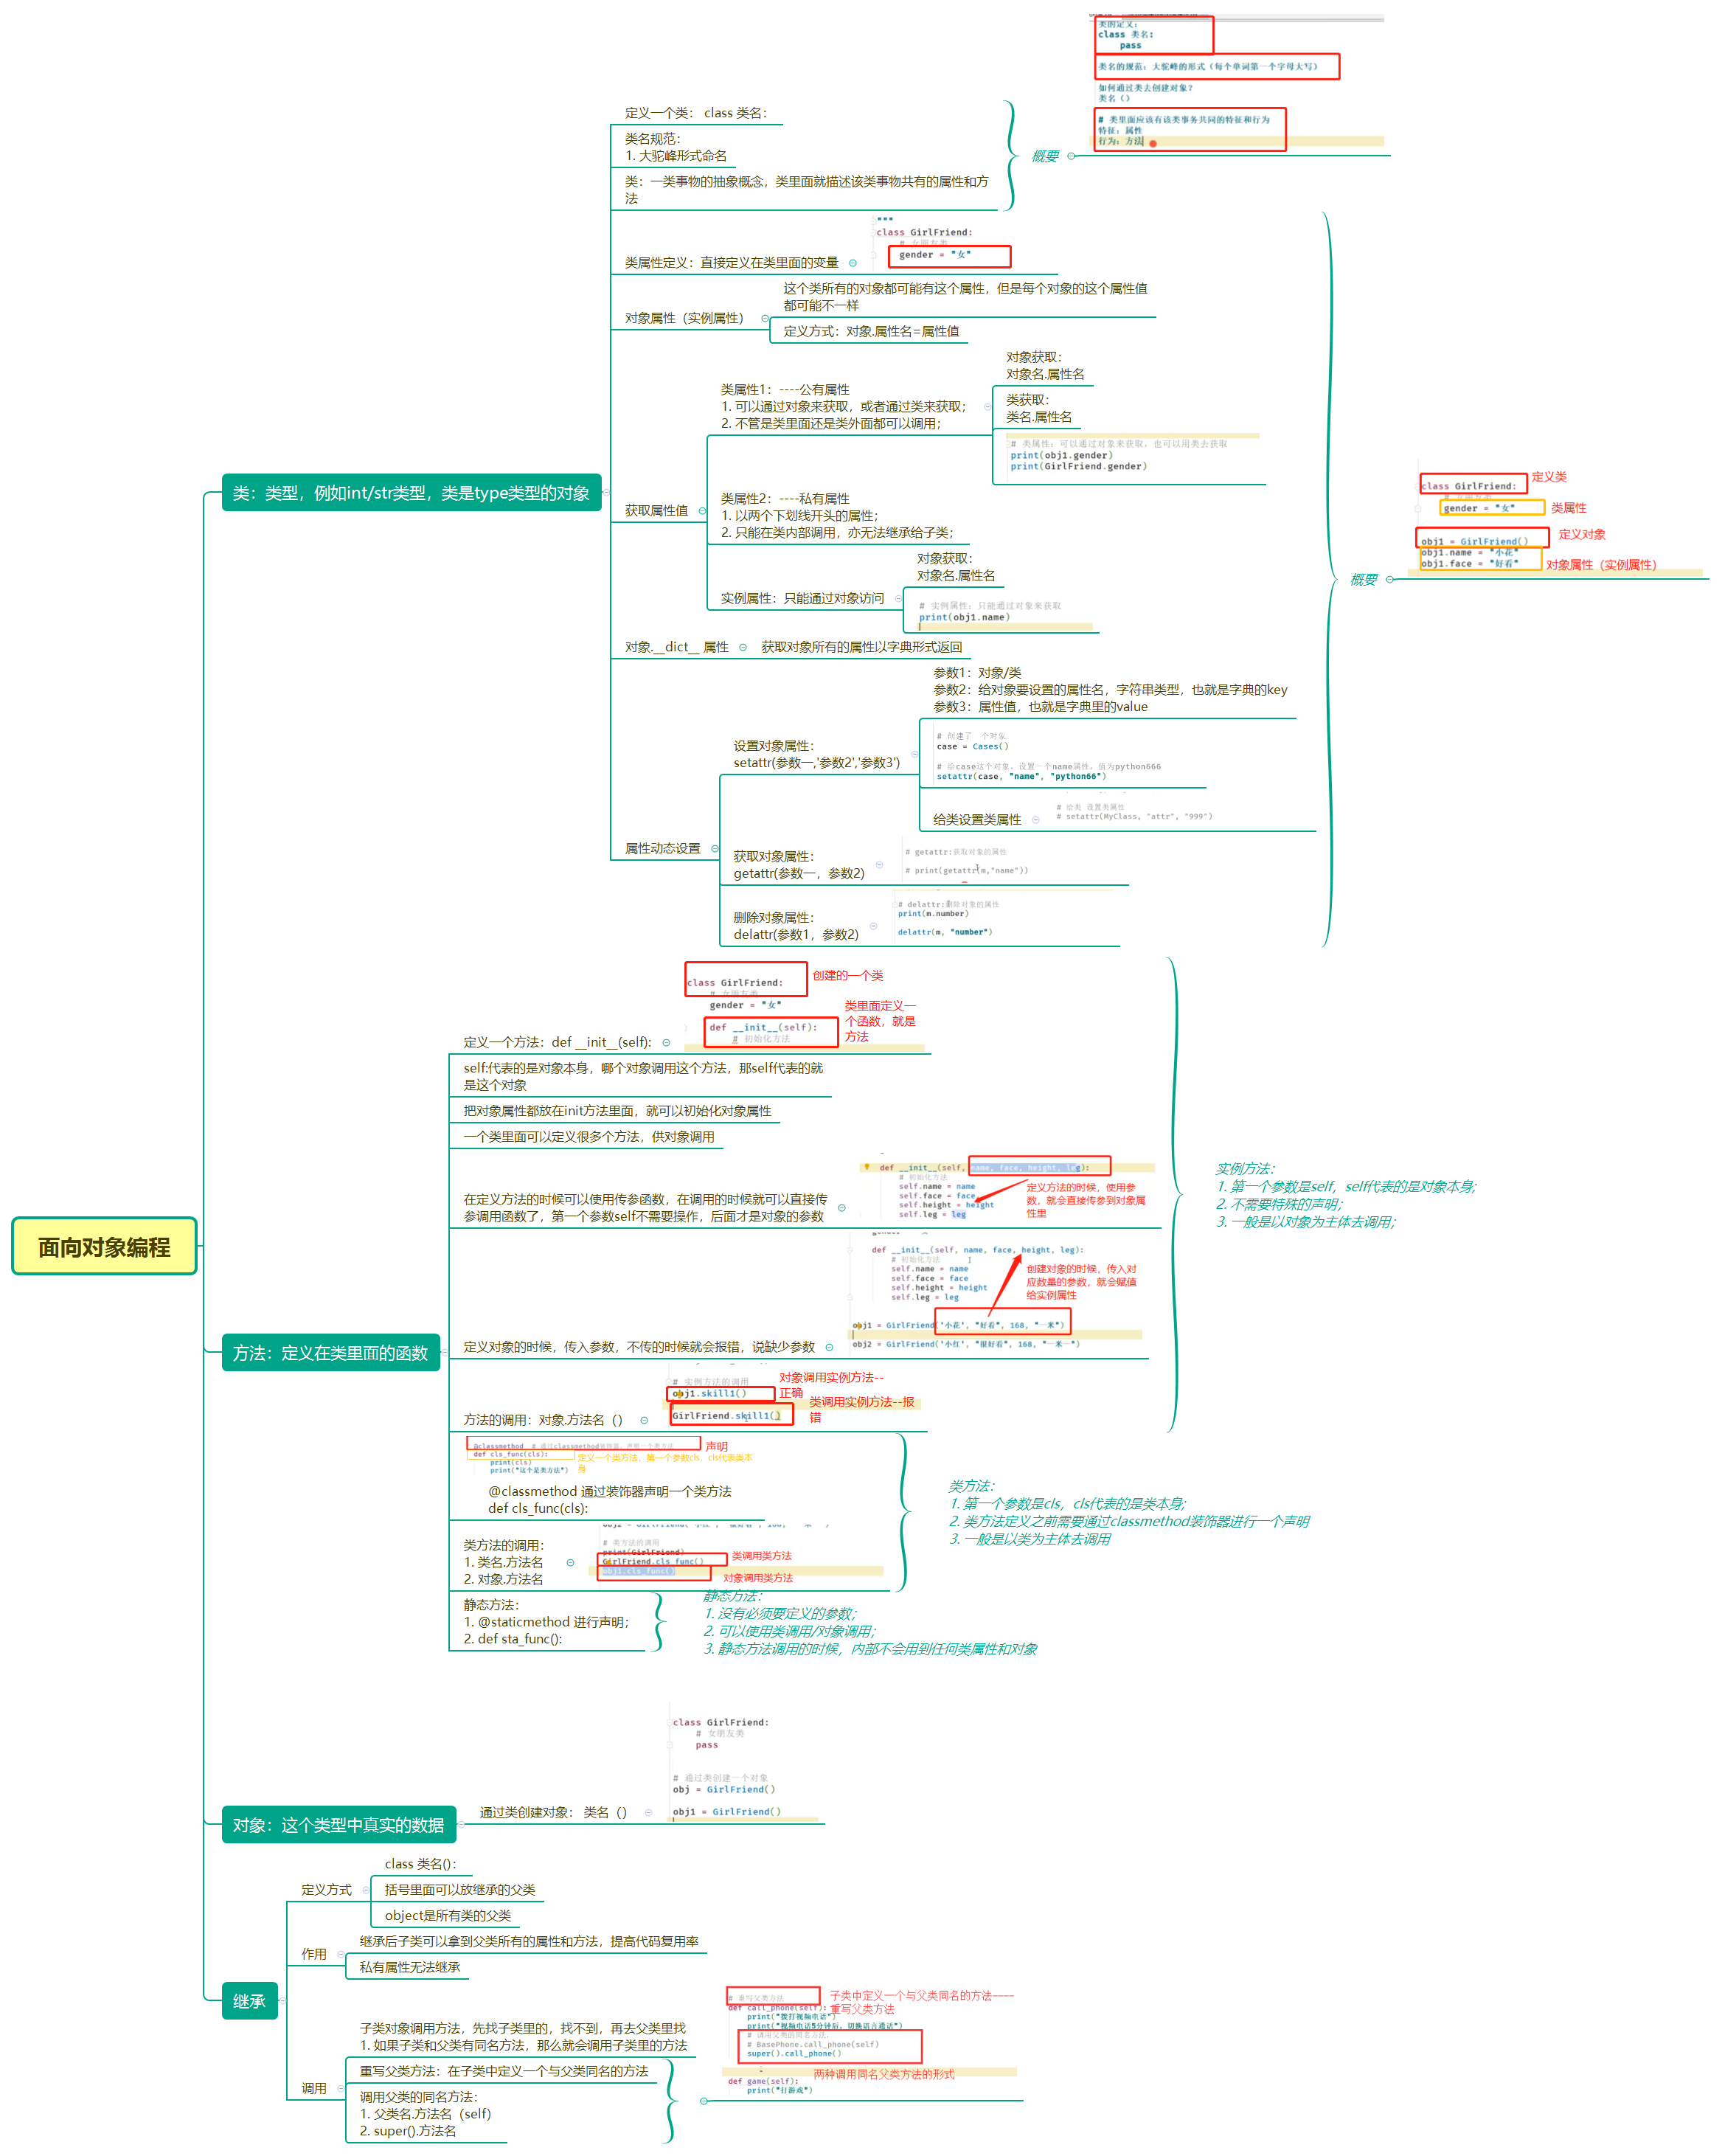 面向对象编程
类：类型，例如int/str类型，类是type类型的对象
定义一个类： class 类名：
类名规范：
1. 大驼峰形式命名
类：一类事物的抽象概念，类里面就描述该类事物共有的属性和方
法
概要
类的定义：
class 类名：
pass
类名的规范：大驼峰的形式（每个单词第一个字母大写）
如何通过类去创建对象？
类名（）
# 类里面应该有该类事务共同的特征和行为
特征：属性
行为：方法
类属性定义：直接定义在类里面的变量
"""
class GirlFriend:
# 女朋友类
gender = "女"
对象属性（实例属性）
这个类所有的对象都可能有这个属性，但是每个对象的这个属性值
都可能不一样
定义方式：对象.属性名=属性值
获取属性值
类属性1：----公有属性
1. 可以通过对象来获取，或者通过类来获取；
2. 不管是类里面还是类外面都可以调用；
对象获取：
对象名.属性名
类获取：
类名.属性名
# 类属性：可以通过对象来获取，也可以用类去获取
print(obj1.gender)
print(GirlFriend.gender)
类属性2：----私有属性
1. 以两个下划线开头的属性；
2. 只能在类内部调用，亦无法继承给子类；
实例属性：只能通过对象访问
对象获取：
对象名.属性名
# 实例属性：只能通过对象来获取
print(obj1.name)
对象.__dict__ 属性
获取对象所有的属性以字典形式返回
属性动态设置
设置对象属性：
setattr(参数一,'参数2','参数3')
参数1：对象/类
参数2：给对象要设置的属性名，字符串类型，也就是字典的key
参数3：属性值，也就是字典里的value
# 创建了 个对象
case = Cases()
# 给case这个对象，设置一个name属性，值为python666
setattr(case, "name", "python66")
给类设置类属性
# 给类 设置类属性
# setattr(MyClass, "attr", "999")
获取对象属性：
getattr(参数一，参数2)
# getattr:获取对象的属性
# print(getattr(m,"name"))
删除对象属性：
delattr(参数1，参数2)
# delattr:删除对象的属性
print(m.number)
delattr(m, "number")
概要
class GirlFriend:
gender = "女"
obj1 = GirlFriend()
obj1.name = "小花"
obj1.face = "好看"
定义类
类属性
定义对象
对象属性（实例属性）
方法：定义在类里面的函数
定义一个方法：def __init__(self):
class GirlFriend:
# 女朋友类
gender = "女"
def __init__(self):
# 初始化方法
创建的一个类
类里面定义一
个函数，就是
方法
self:代表的是对象本身，哪个对象调用这个方法，那self代表的就
是这个对象
把对象属性都放在init方法里面，就可以初始化对象属性
一个类里面可以定义很多个方法，供对象调用
在定义方法的时候可以使用传参函数，在调用的时候就可以直接传
参调用函数了，第一个参数self不需要操作，后面才是对象的参数
def __init__(self, name, face, height, leg):
# 初始化方法
self.name = name
self.face = face
self.height = height
self.leg = leg
定义方法的时候，使用参
数，就会直接传参到对象属
性里
定义对象的时候，传入参数，不传的时候就会报错，说缺少参数
def __init__(self, name, face, height, leg):
# 初始化方法
self.name = name
self.face = face
self.height = height
self.leg = leg
obj1 = GirlFriend('小花", "好看", 168, "一米")
obj2 = GirlFriend("小红", "很好看", 168, "一米一")
创建对象的时候，传入对
应数量的参数，就会赋值
给实例属性
方法的调用：对象.方法名（）
# 实例方法的调用
obj1.skill1()
GirlFriend.skill1()
对象调用实例方法--
正确
类调用实例方法--报
错
实例方法：
1. 第一个参数是self，self代表的是对象本身；
2. 不需要特殊的声明；
3. 一般是以对象为主体去调用；
@classmethod # 通过classmethod装饰器，声明一个类方法
def cls_func(cls):
print(cls)
print("这个是类方法")
声明
定义一个类方法，第一个参数cls，cls代表类本
身
@classmethod 通过装饰器声明一个类方法
def cls_func(cls):
类方法的调用：
1. 类名.方法名
2. 对象.方法名
# 类方法的调用
print(GirlFriend)
GirlFriend.cls_func()
obj1.cls_func()
类调用类方法
对象调用类方法
类方法：
1. 第一个参数是cls，cls代表的是类本身;
2. 类方法定义之前需要通过classmethod装饰器进行一个声明
3. 一般是以类为主体去调用
静态方法：
1. @staticmethod 进行声明；
2. def sta_func():
静态方法：
1. 没有必须要定义的参数；
2. 可以使用类调用/对象调用；
3. 静态方法调用的时候，内部不会用到任何类属性和对象
对象：这个类型中真实的数据
通过类创建对象： 类名（）
class GirlFriend:
# 女朋友类
pass
# 通过类创建一个对象
obj = GirlFriend()
obj1 = GirlFriend()
继承
定义方式
class 类名()：
括号里面可以放继承的父类
object是所有类的父类
作用
继承后子类可以拿到父类所有的属性和方法，提高代码复用率
私有属性无法继承
调用
子类对象调用方法，先找子类里的，找不到，再去父类里找
1. 如果子类和父类有同名方法，那么就会调用子类里的方法
重写父类方法：在子类中定义一个与父类同名的方法
调用父类的同名方法：
1. 父类名.方法名（self）
2. super().方法名
# 重写父类方法
def call_phone(self):
print("拨打视频电话")
print("视频电话5分钟后，切换语言通话")
# 调用父类的同名方法，
# BasePhone.call_phone(self)
super().call_phone()
def game(self):
print("打游戏")
子类中定义一个与父类同名的方法----
重写父类方法
两种调用同名父类方法的形式